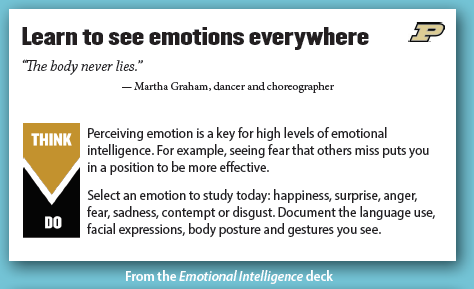 Learn to see emotions everywhere
P
“The body never lies.”
— Martha Graham, dancer and choreographer
THINK
Perceiving emotion is a key for high levels of emotional
intelligence. For example, seeing fear that others miss puts you
in a position to be more effective.
DO
Select an emotion to study today: happiness, surprise, anger,
fear, sadness, contempt or disgust. Document the language use,
facial expressions, body posture and gestures you see.
From the Emotional Intelligence deck